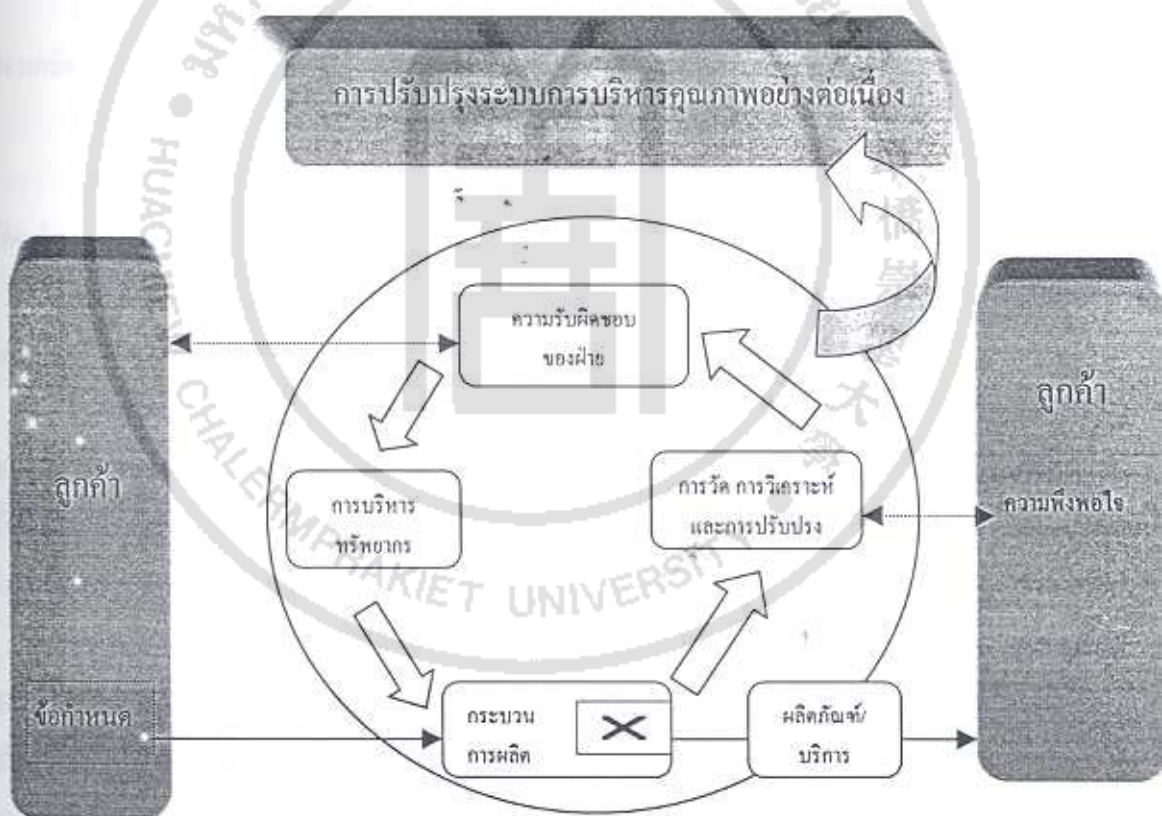 การปรับปรุงระบบการบริหารคุณภาพอย่างต่อเนื่อง
ความรับผิดชอบ
ของฝ่าย
ลูกค้า
ลูกค้า
การบริหาร
ทรัพยากร
การวัด การวิเคราะห์
และการปรับปรุง
ความพึงพอใจ
ข้อกำหนด
กระบวน
การผลิต
ผลิตภัณฑ์/
บริการ
HUACHIEW CHALERMPRAKIET UNIVERSITY
大